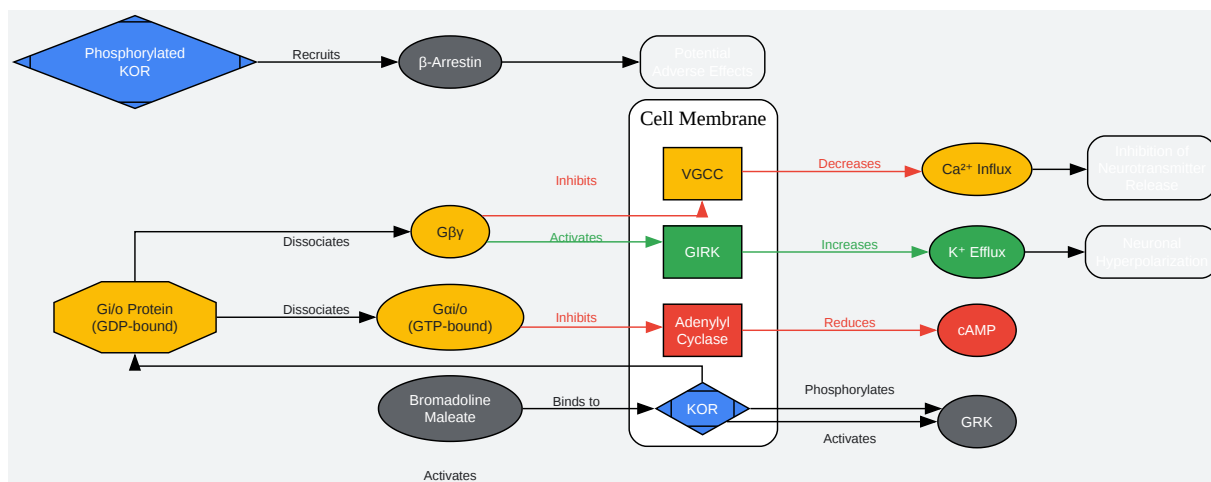 Phosphorylated
KOR
Recruits
β-Arrestin
Potential
Adverse Effects
Cell Membrane
VGCC
Decreases
Ca²⁺ Influx
Inhibition of
Neurotransmitter
Release
Inhibits
Gβγ
Dissociates
Activates
GIRK
Increases
K⁺ Efflux
Neuronal
Hyperpolarization
Gi/o Protein
(GDP-bound)
Dissociates
Gαi/o
(GTP-bound)
Inhibits
Adenylyl
Cyclase
Reduces
cAMP
Bromadoline
Maleate
Binds to
KOR
Phosphorylates
Activates
GRK
Activates